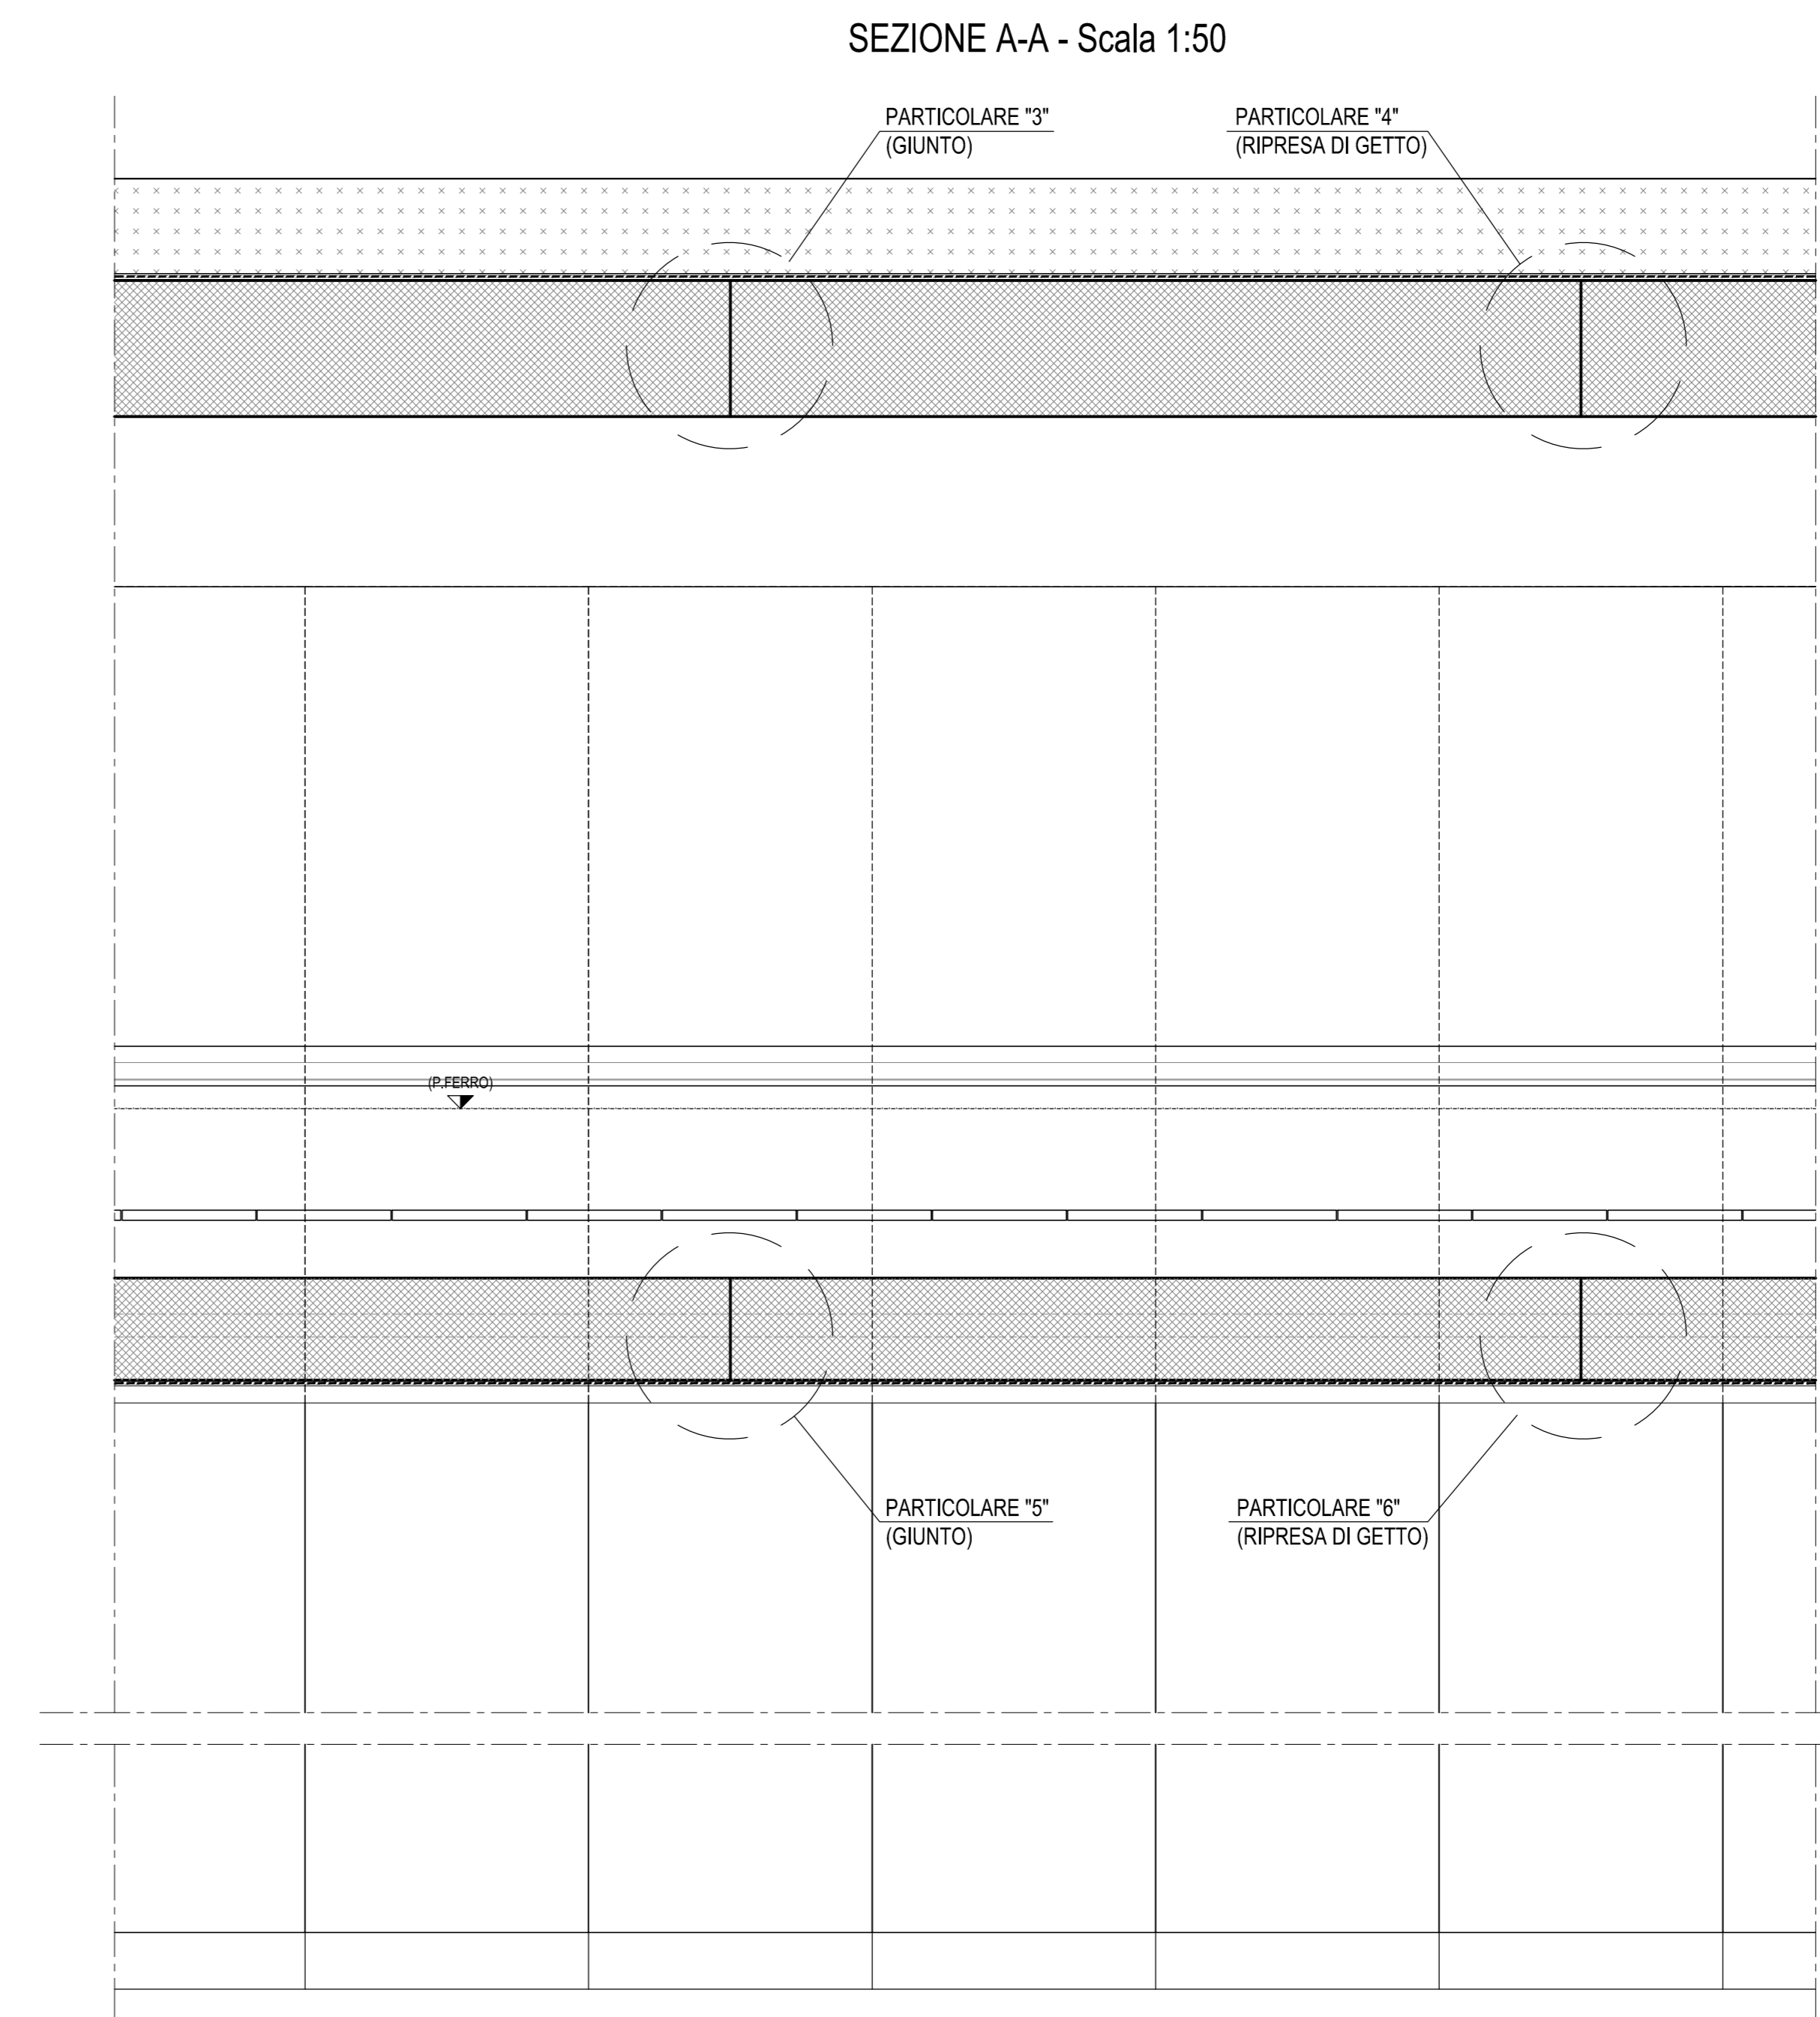 SEZIONE A-A - Scala 1:50
PARTICOLARE "3"
(GIUNTO)
PARTICOLARE "4"
(RIPRESA DI GETTO)
(P.FERRO)
PARTICOLARE "5"
(GIUNTO)
PARTICOLARE "6"
(RIPRESA DI GETTO)